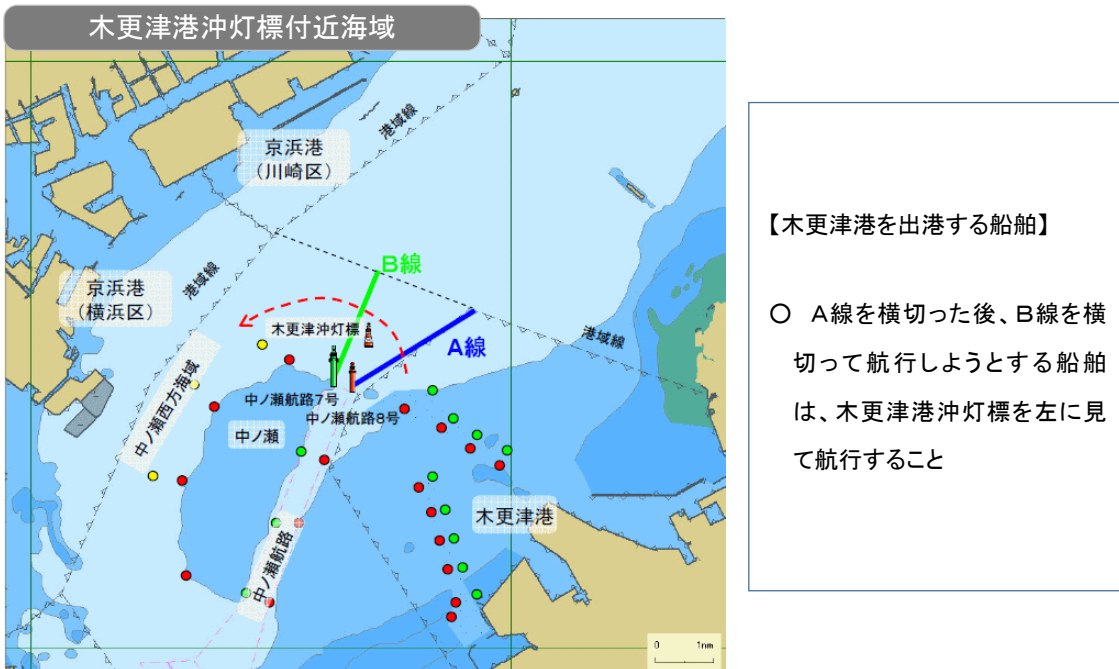 木更津港沖灯標付近海域
港域線
京浜港
(川崎区)
B線
京浜港
(横浜区)
港域線
木更津沖灯標
A線
港域線
中ノ瀬西方海域
中ノ瀬航路7号
中ノ瀬航路8号
中ノ瀬
木更津港
中ノ瀬航路
0 1nm
【木更津港を出港する船舶】
〇 A線を横切った後、B線を横
切って航行しようとする船舶
は、木更津港沖灯標を左に見
て航行すること